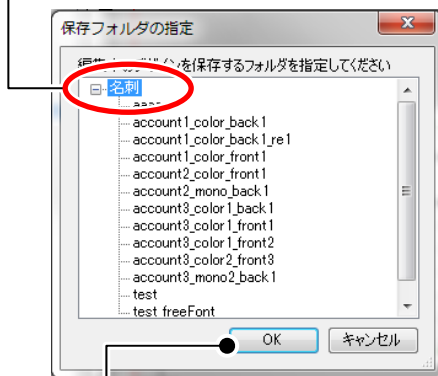 保存フォルダの指定
編集中のデザインを保存するフォルダを指定してください
名刺
account1_color_back1
account1_color_back1_re1
account1_color_front1
account2_color_front1
account2_mono_back1
account3_color1_back1
account3_color1_front1
account3_color1_front2
account3_color2_front3
account3_mono2_back1
test
test freeFont
OK
キャンセル